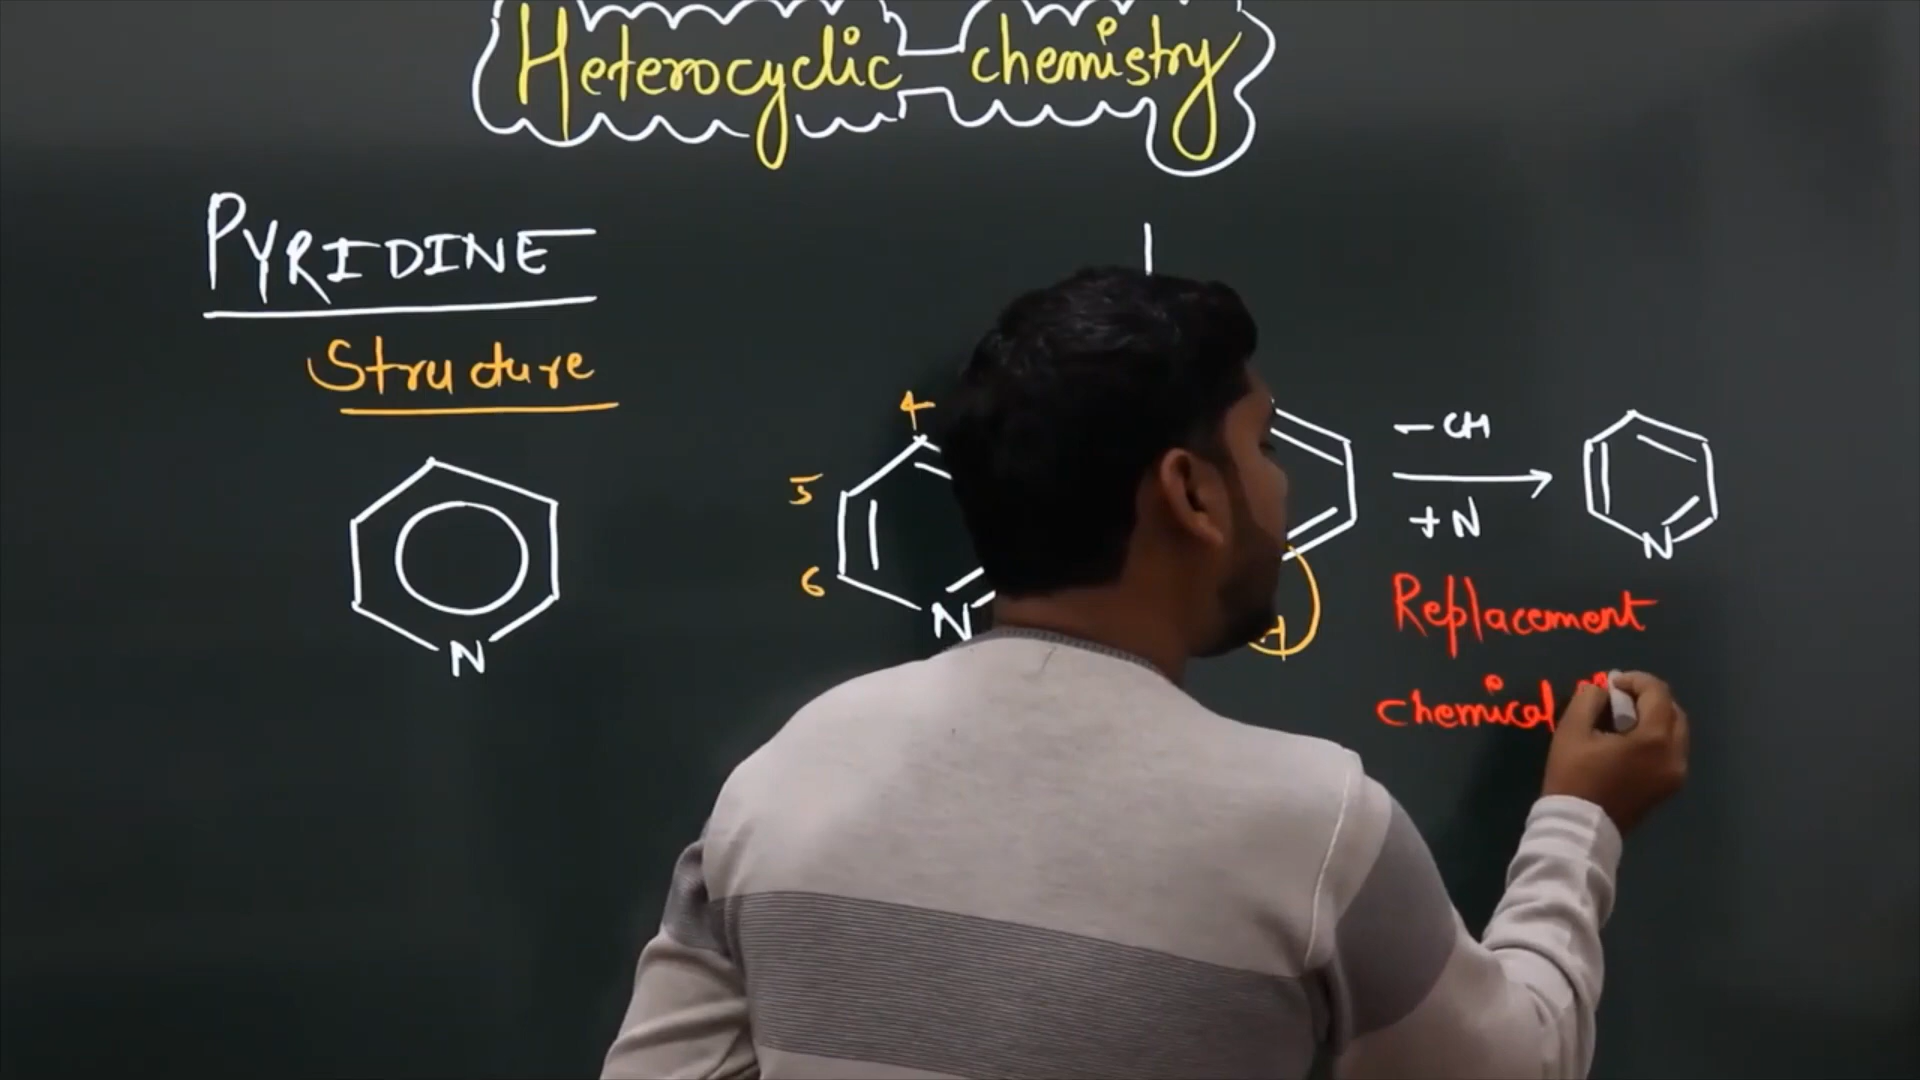 Heterocyclic chemistry
PYRIDINE
Structure
4
5
6
N
N
- CH
+ N
N
Replacement
chemical